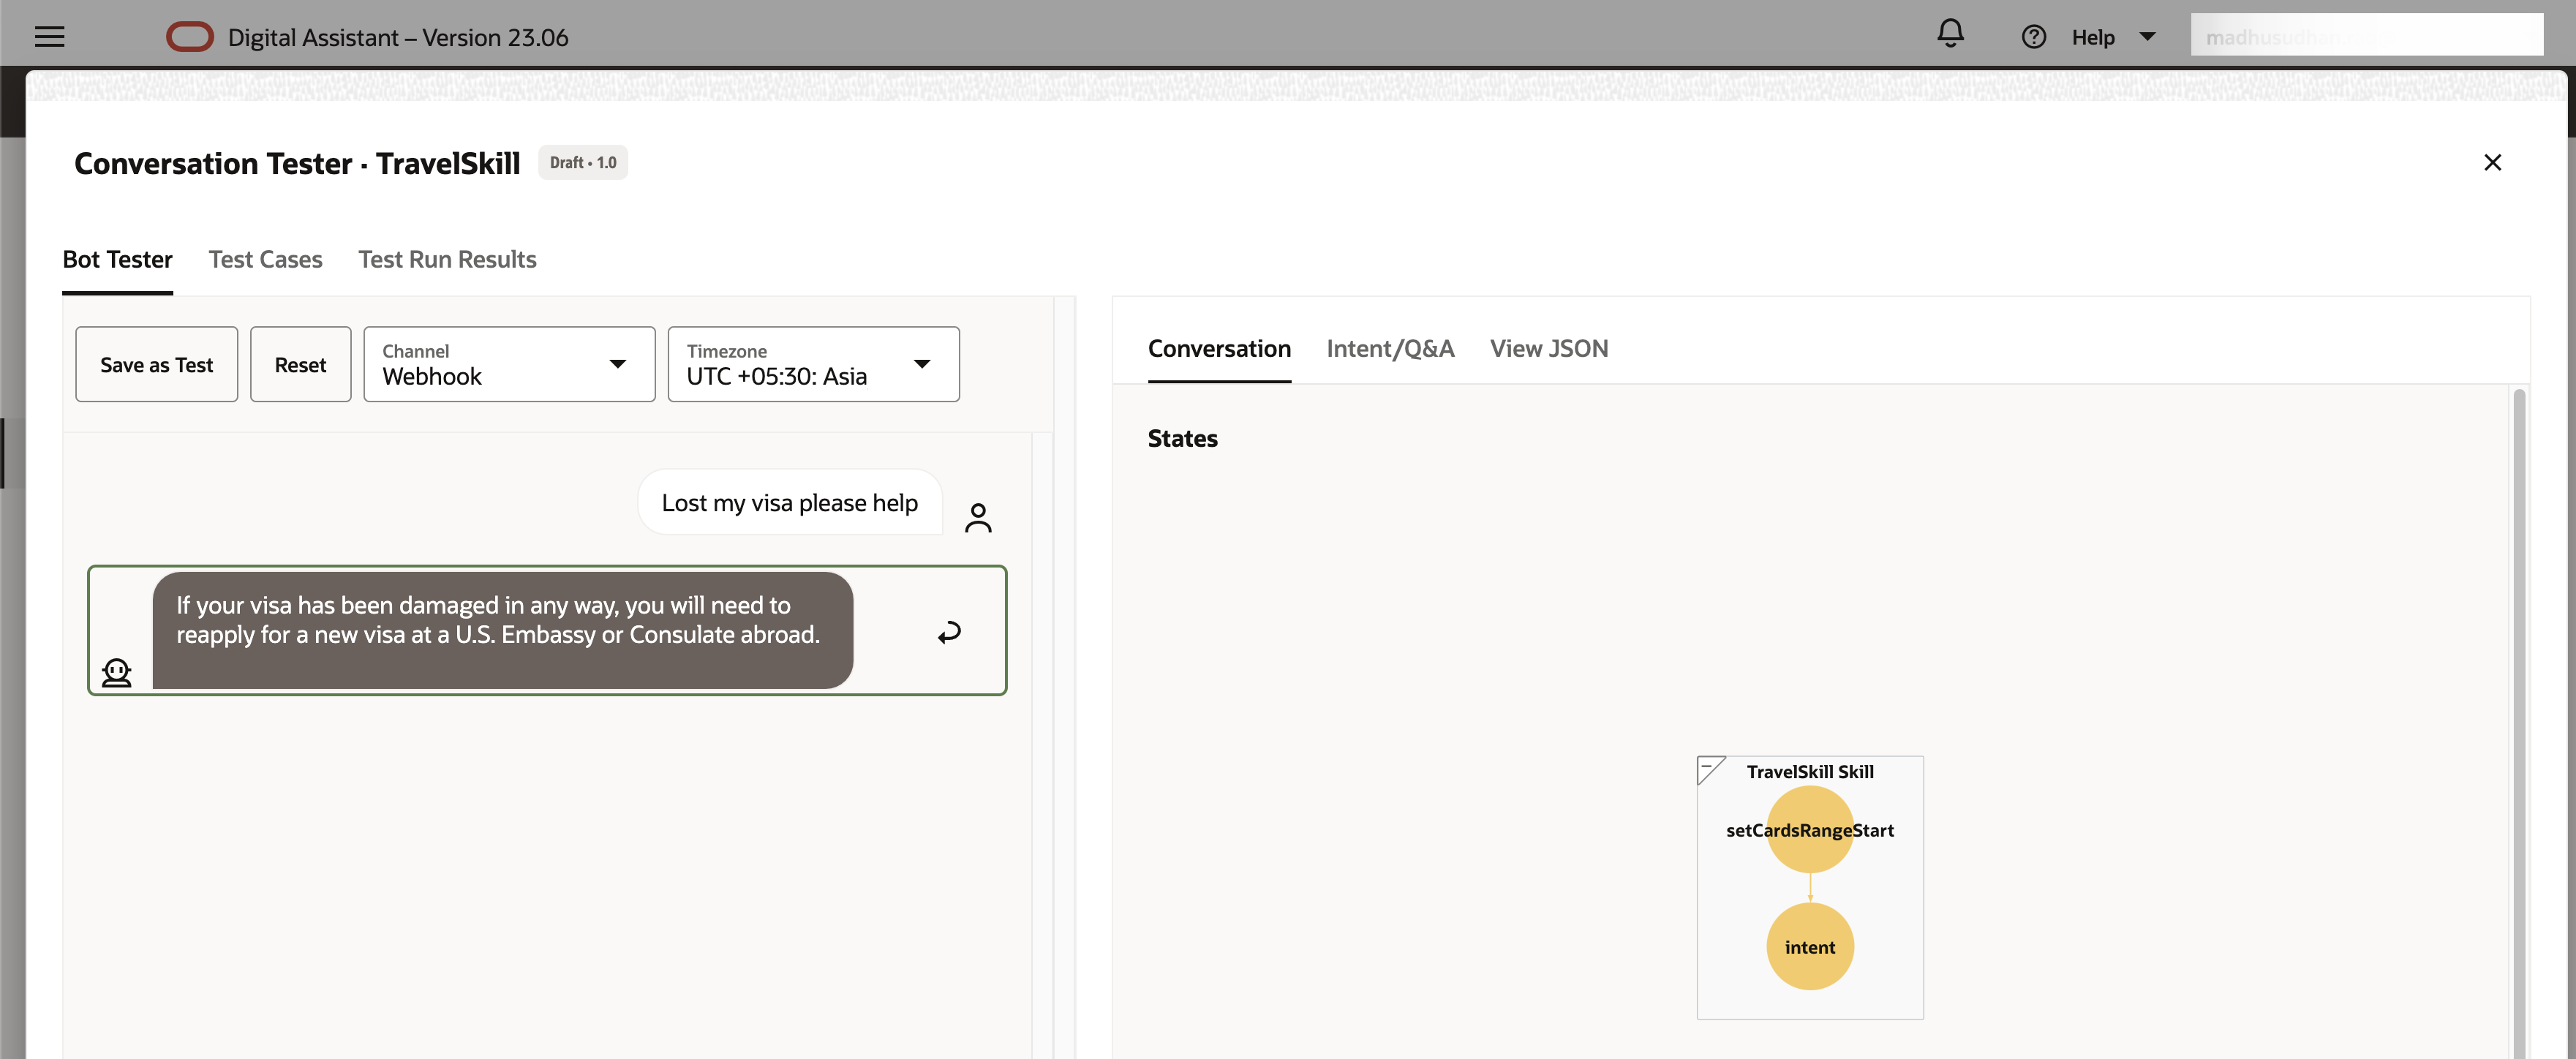 Digital Assistant – Version 23.06
Help
Conversation Tester · TravelSkill
Draft • 1.0
Bot Tester
Test Cases
Test Run Results
Save as Test
Reset
Channel
Webhook
Timezone
UTC +05:30: Asia
Lost my visa please help
If your visa has been damaged in any way, you will need to
reapply for a new visa at a U.S. Embassy or Consulate abroad.
Conversation
Intent/Q&A
View JSON
States
TravelSkill Skill
setCardsRangeStart
intent